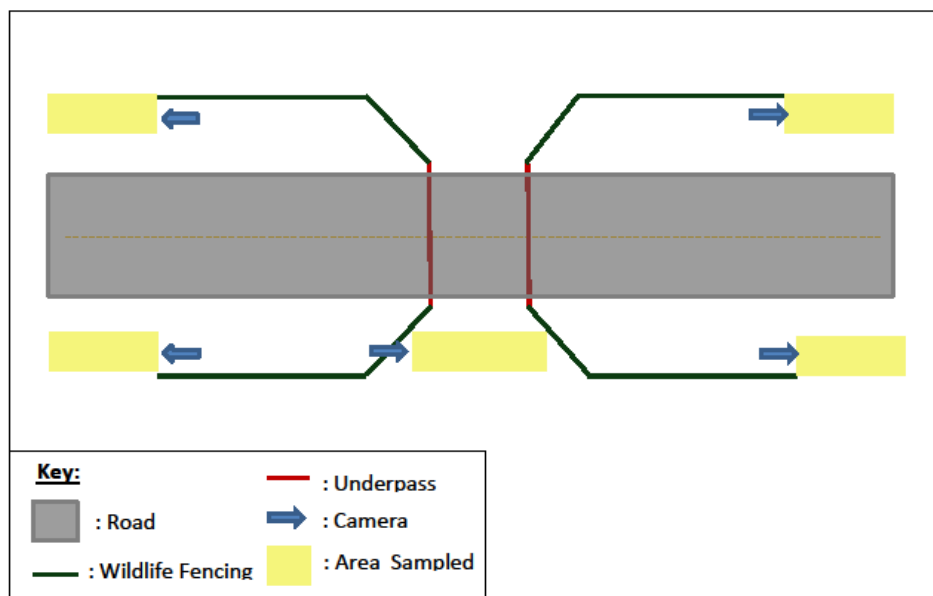 Key:
: Road
: Wildlife Fencing
: Underpass
: Camera
: Area Sampled